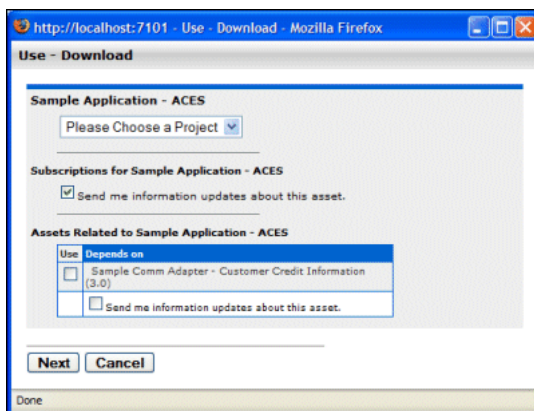 http://localhost:7101 - Use - Download - Mozilla Firefox
Use - Download
Sample Application - ACES
Please Choose a Project
Subscriptions for Sample Application - ACES
Send me information updates about this asset.
Assets Related to Sample Application - ACES
Use Depends on
Sample Comm Adapter - Customer Credit Information
(3.0)
Send me information updates about this asset.
Next Cancel
Done